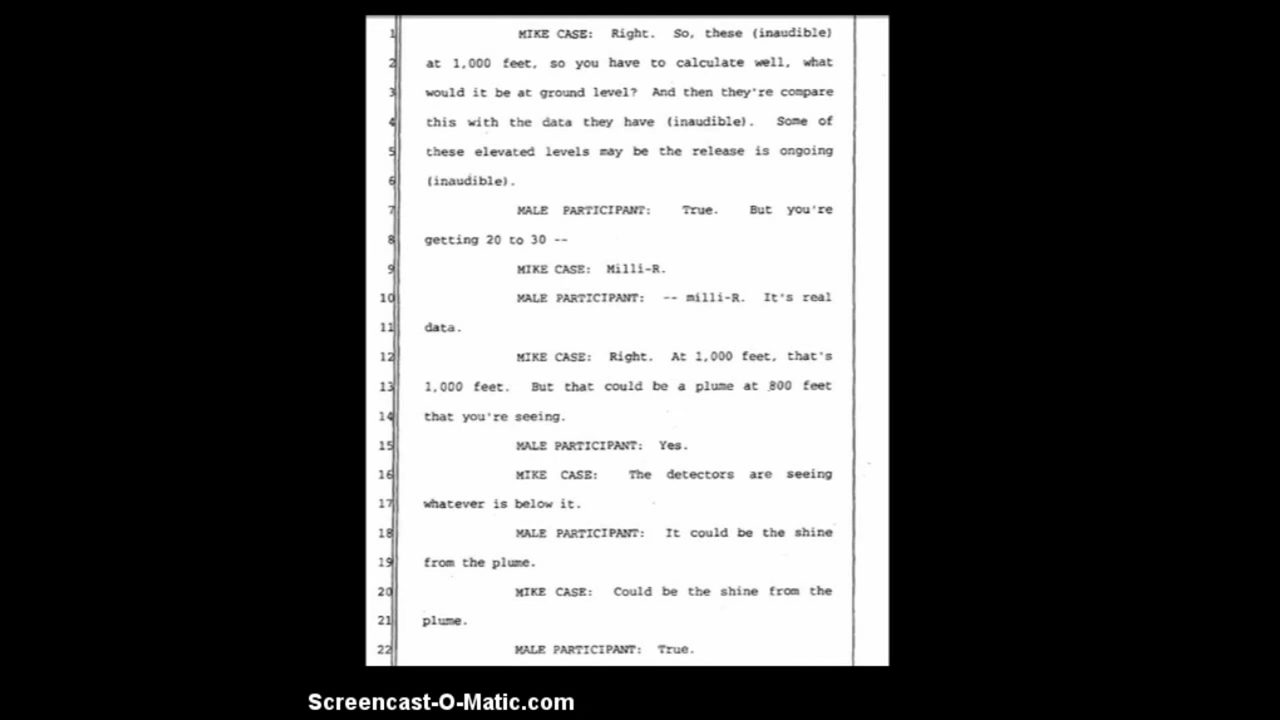 1 MIKE CASE: Right. So, these (inaudible)
2 at 1,000 feet, so you have to calculate well, what
3 would it be at ground level? And then they're compare
4 this with the data they have (inaudible). Some of
5 these elevated levels may be the release is ongoing
6 (inaudible).
7 MALE PARTICIPANT: True. But you're
8 getting 20 to 30 --
9 MIKE CASE: Milli-R.
10 MALE PARTICIPANT: -- milli-R. It's real
11 data.
12 MIKE CASE: Right. At 1,000 feet, that's
13 1,000 feet. But that could be a plume at 800 feet
14 that you're seeing.
15 MALE PARTICIPANT: Yes.
16 MIKE CASE: The detectors are seeing
17 whatever is below it.
18 MALE PARTICIPANT: It could be the shine
19 from the plume.
20 MIKE CASE: Could be the shine from the
21 plume.
22 MALE PARTICIPANT: True.
Screencast-O-Matic.com